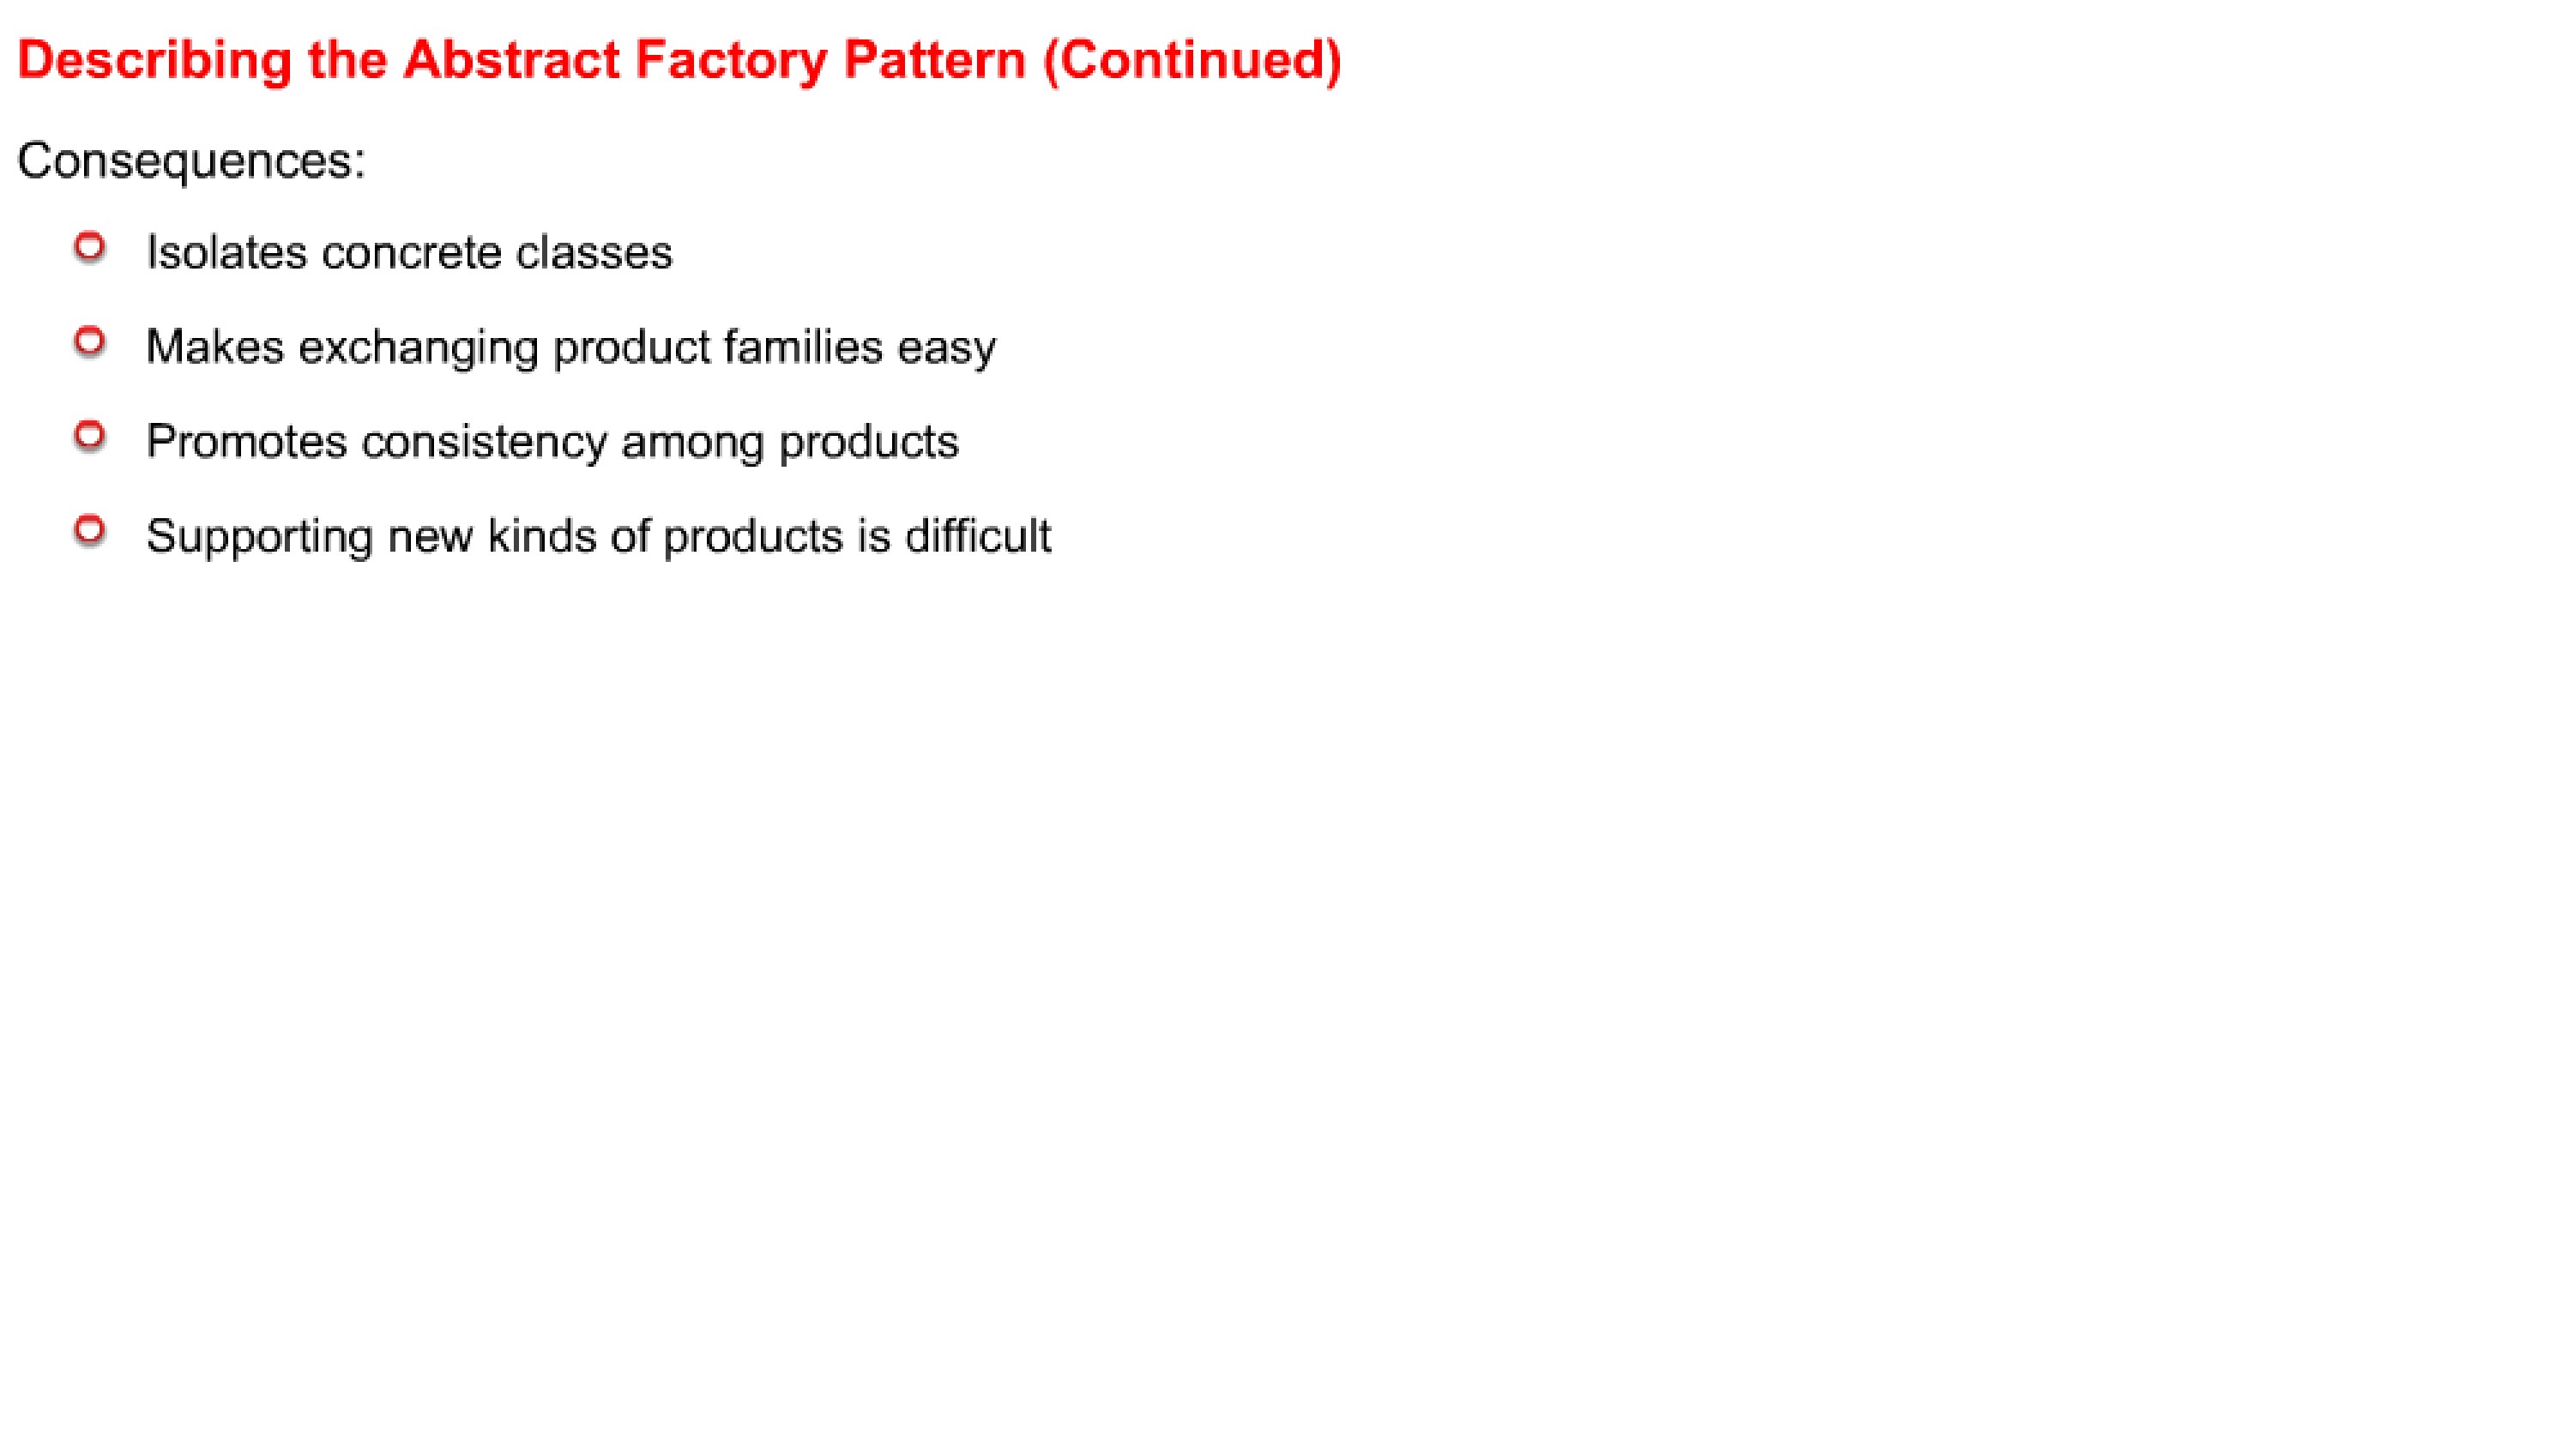 Describing the Abstract Factory Pattern (Continued)
Consequences:
Isolates concrete classes
Makes exchanging product families easy
Promotes consistency among products
Supporting new kinds of products is difficult